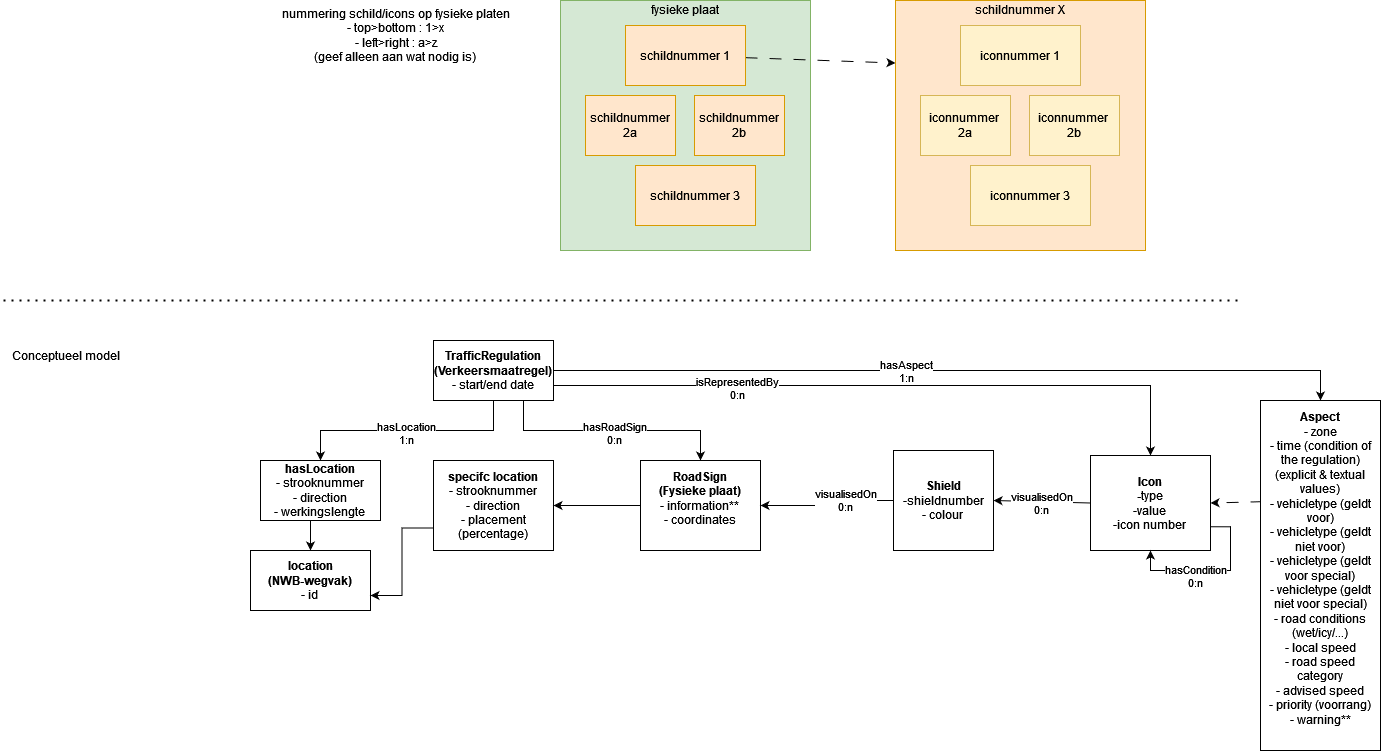 nummering schild/icons op fysieke platen
- top>bottom : 1>x
- left>right : a>z
(geef alleen aan wat nodig is)
fysieke plaat
schildnummer 1
schildnummer
2a
schildnummer
2b
schildnummer 3
schildnummer X
iconnummer 1
iconnummer
2a
iconnummer
2b
iconnummer 3
Conceptueel model
TrafficRegulation
(Verkeersmaatregel)
- start/end date
hasAspect
1:n
isRepresentedBy
0:n
hasLocation
1:n
hasRoadSign
0:n
hasLocation
- strooknummer
- direction
- werkingslengte
location
(NWB-wegvak)
- id
specifc location
- strooknummer
- direction
- placement
(percentage)
RoadSign
(Fysieke plaat)
- information**
- coordinates
visualisedOn
0:n
Shield
-shieldnumber
- colour
visualisedOn
0:n
Icon
-type
-value
-icon number
hasCondition
0:n
Aspect
- zone
- time (condition of
the regulation)
(explicit & textual
values)
- vehicletype (geldt
voor)
- vehicletype (geldt
niet voor)
- vehicletype (geldt
voor special)
- vehicletype (geldt
niet voor special)
- road conditions
(wet/icy/...)
- local speed
- road speed
category
- advised speed
- priority (voorrang)
- warning**